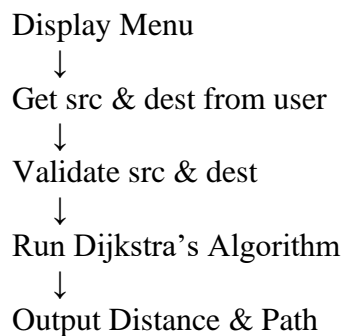 Display Menu
↓
Get src & dest from user
↓
Validate src & dest
↓
Run Dijkstra’s Algorithm
↓
Output Distance & Path